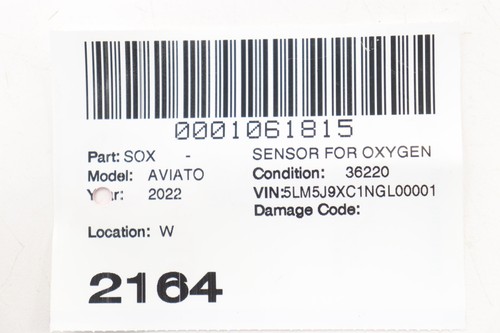 0001061815
Part: SOX - SENSOR FOR OXYGEN
Model: AVIATO Condition: 36220
Year: 2022 VIN:5LM5J9XC1NGL00001
Damage Code:
Location: W
2164